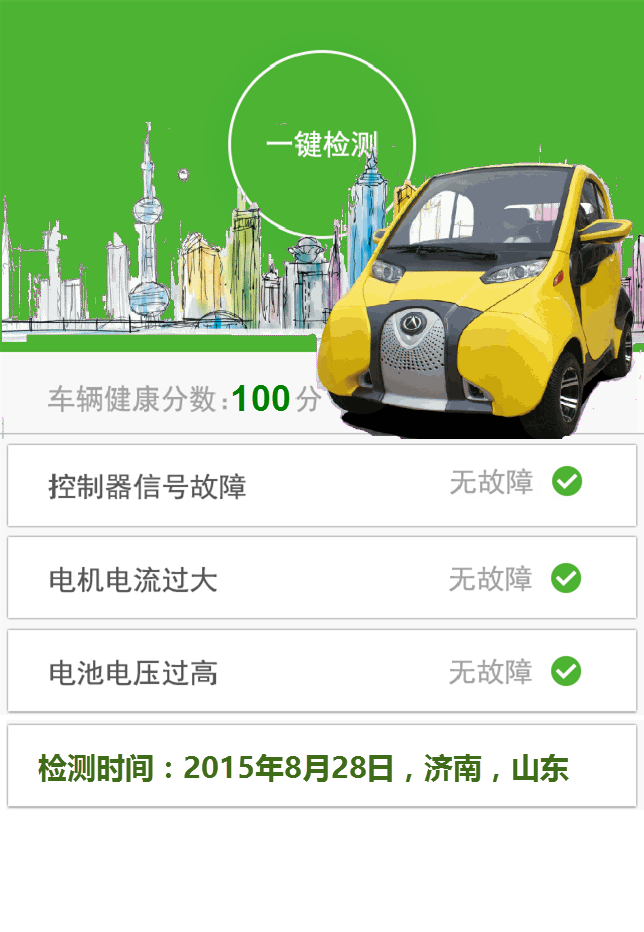 一键检测
车辆健康分数:100分
控制器信号故障 无故障
电机电流过大 无故障
电池电压过高 无故障
检测时间：2015年8月28日，济南，山东